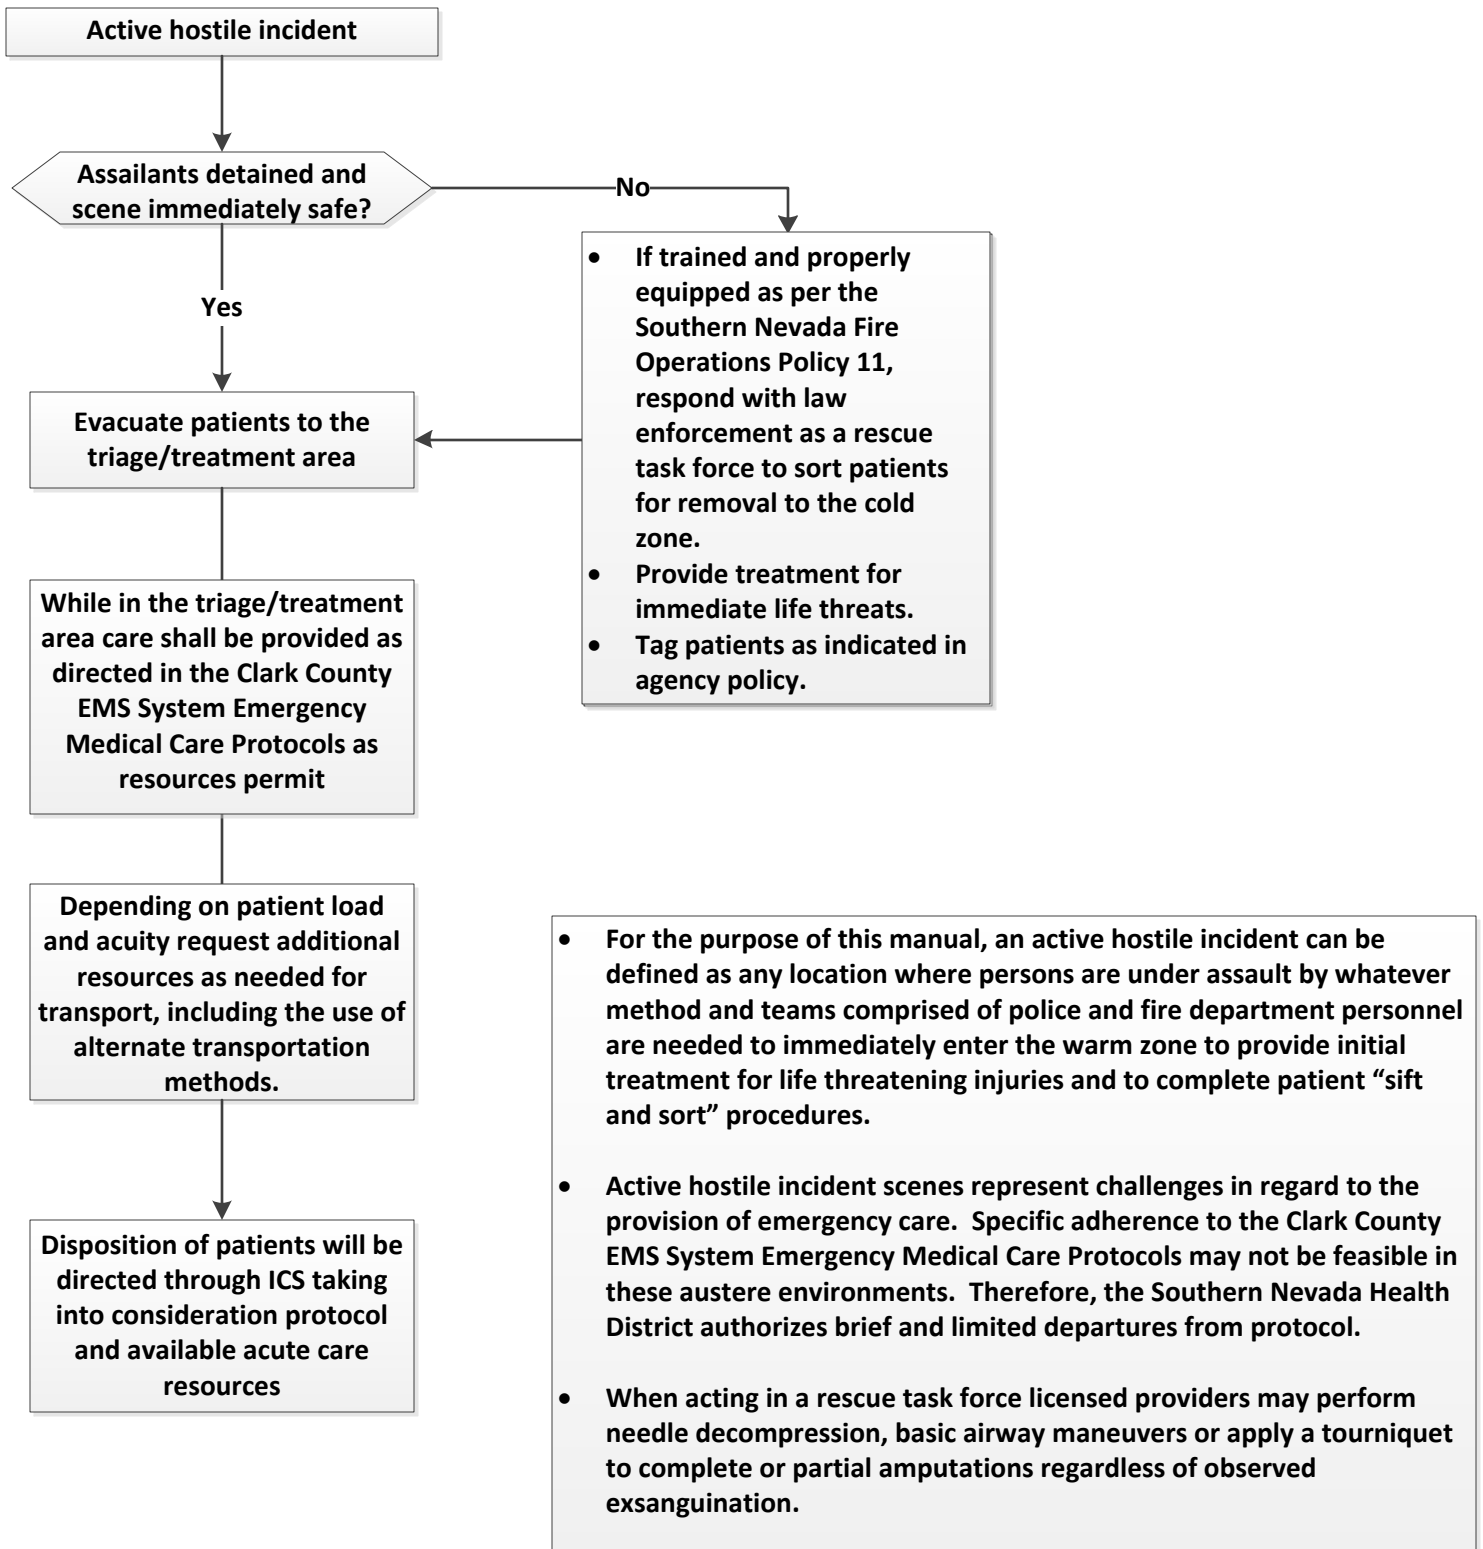 Active hostile incident
Assailants detained and
scene immediately safe?
No
Yes
• If trained and properly
equipped as per the
Southern Nevada Fire
Operations Policy 11,
respond with law
enforcement as a rescue
task force to sort patients
for removal to the cold
zone.
• Provide treatment for
immediate life threats.
• Tag patients as indicated in
agency policy.
Evacuate patients to the
triage/treatment area
While in the triage/treatment
area care shall be provided as
directed in the Clark County
EMS System Emergency
Medical Care Protocols as
resources permit
Depending on patient load
and acuity request additional
resources as needed for
transport, including the use of
alternate transportation
methods.
Disposition of patients will be
directed through ICS taking
into consideration protocol
and available acute care
resources
• For the purpose of this manual, an active hostile incident can be
defined as any location where persons are under assault by whatever
method and teams comprised of police and fire department personnel
are needed to immediately enter the warm zone to provide initial
treatment for life threatening injuries and to complete patient “sift
and sort” procedures.
• Active hostile incident scenes represent challenges in regard to the
provision of emergency care.  Specific adherence to the Clark County
EMS System Emergency Medical Care Protocols may not be feasible in
these austere environments.  Therefore, the Southern Nevada Health
District authorizes brief and limited departures from protocol.
• When acting in a rescue task force licensed providers may perform
needle decompression, basic airway maneuvers or apply a tourniquet
to complete or partial amputations regardless of observed
exsanguination.